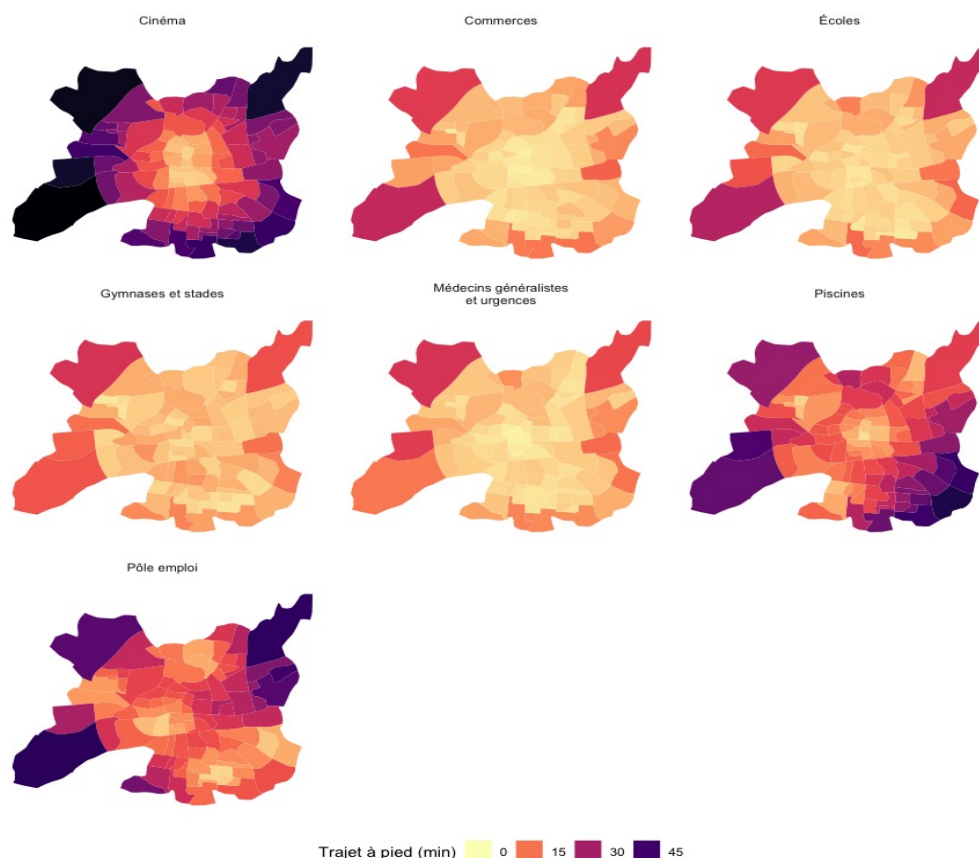 Cinéma
Commerces
Écoles
Gymnases et stades
Médecins généralistes
et urgences
Piscines
Pôle emploi
Trajet à pied (min) 0 15 30 45